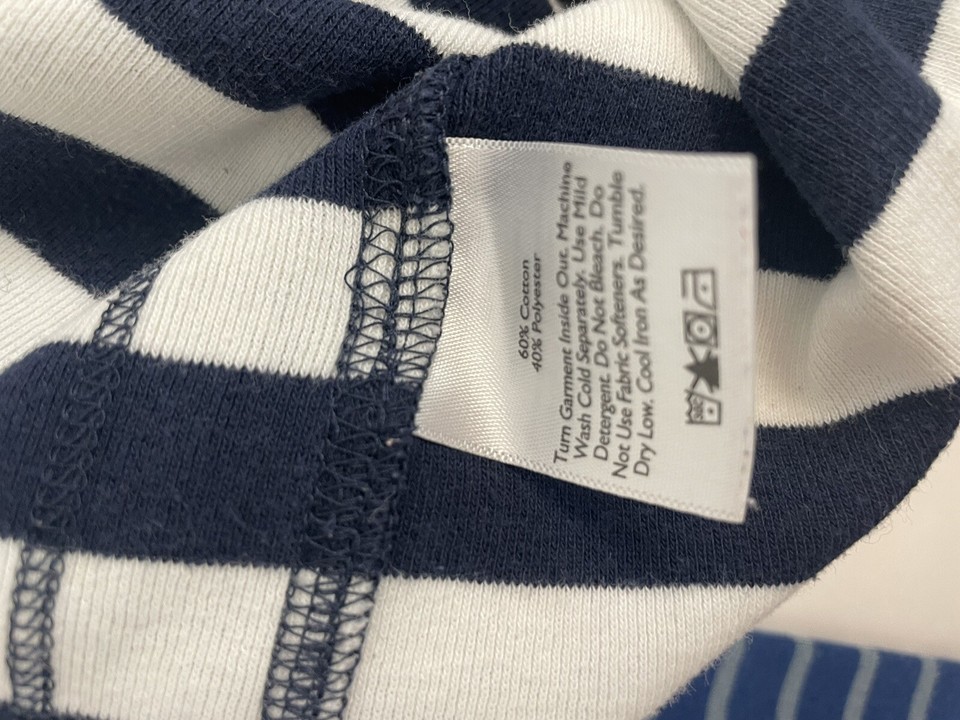 60% Cotton
40% Polyester
Turn Garment Inside Out. Machine
Wash Cold Separately. Use Mild
Detergent. Do Not Bleach. Do
Not Use Fabric Softeners. Tumble
Dry Low. Cool Iron As Desired.